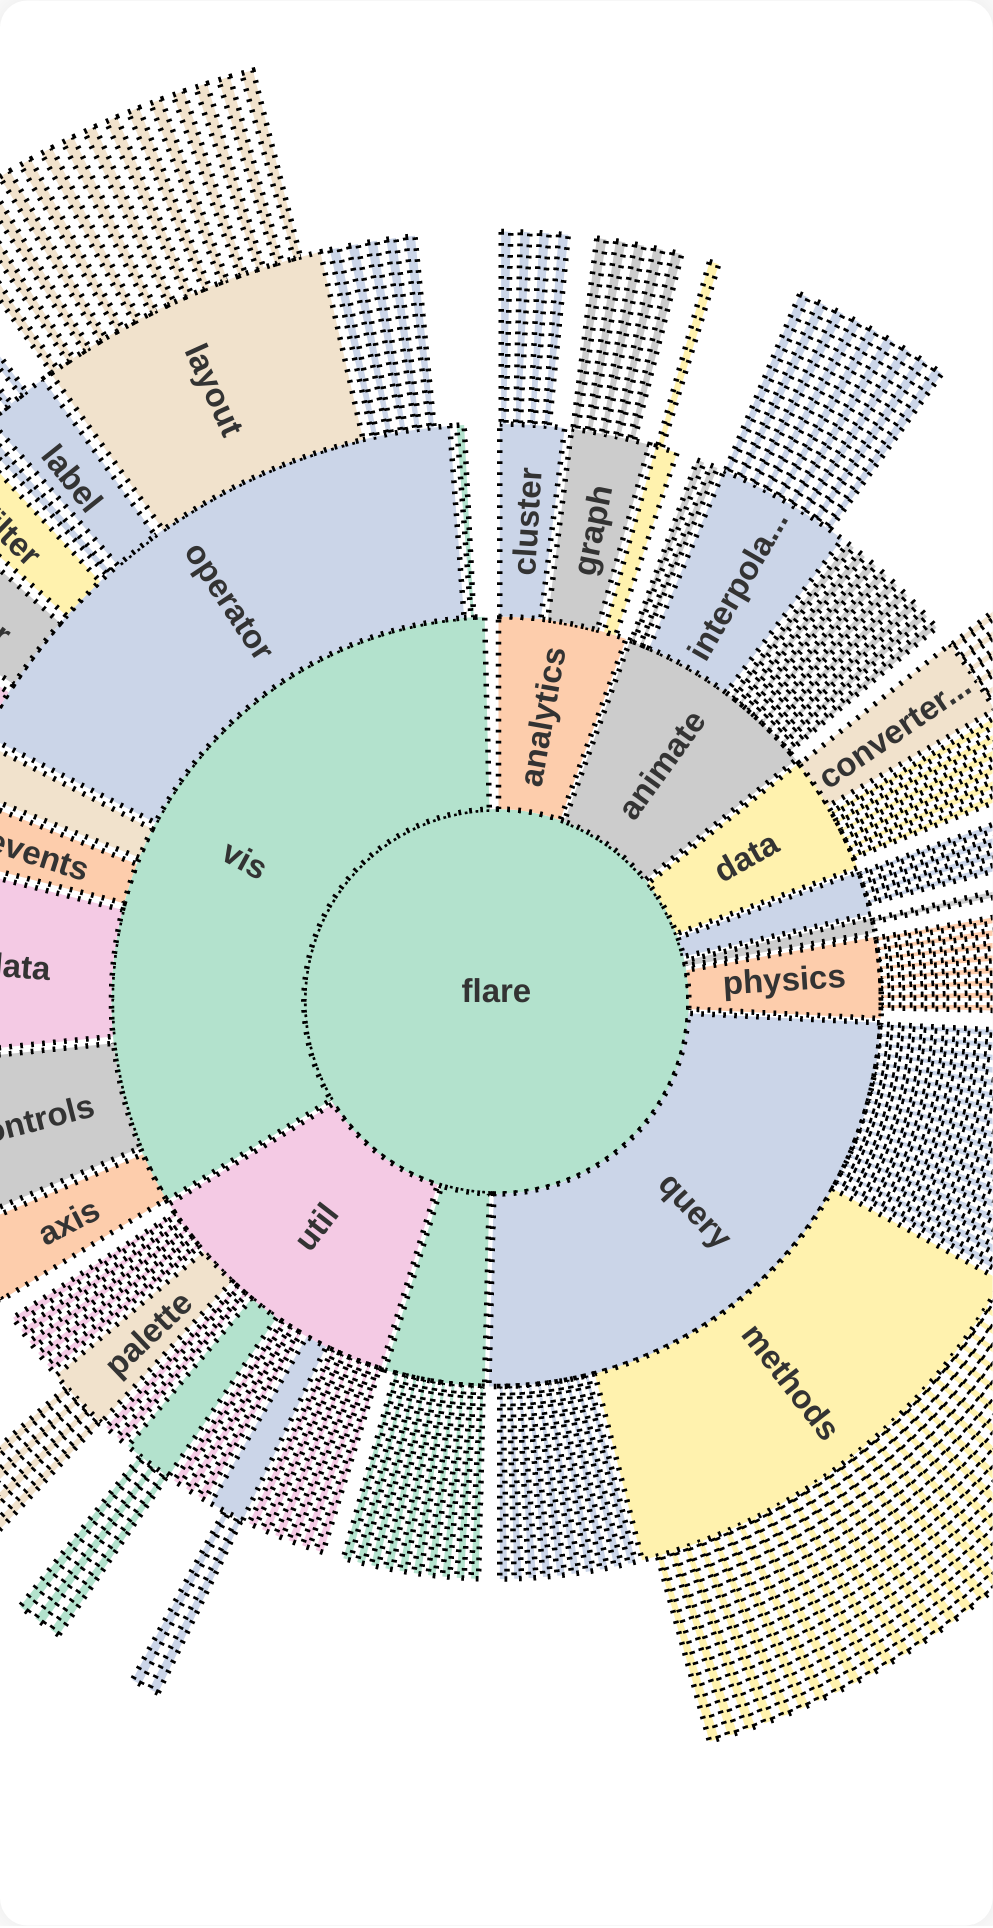 layout
label
ilter
r
operator
cluster
graph
interpola...
analytics
animate
converter...
data
vis
events
data
flare
physics
ontrols
query
axis
util
palette
methods